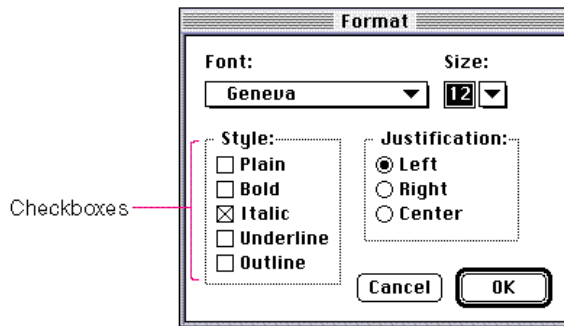 Format
Font:
Size:
Geneva
12
Style:
Plain
Bold
Italic
Underline
Outline
Justification:
Left
Right
Center
Checkboxes
Cancel
OK